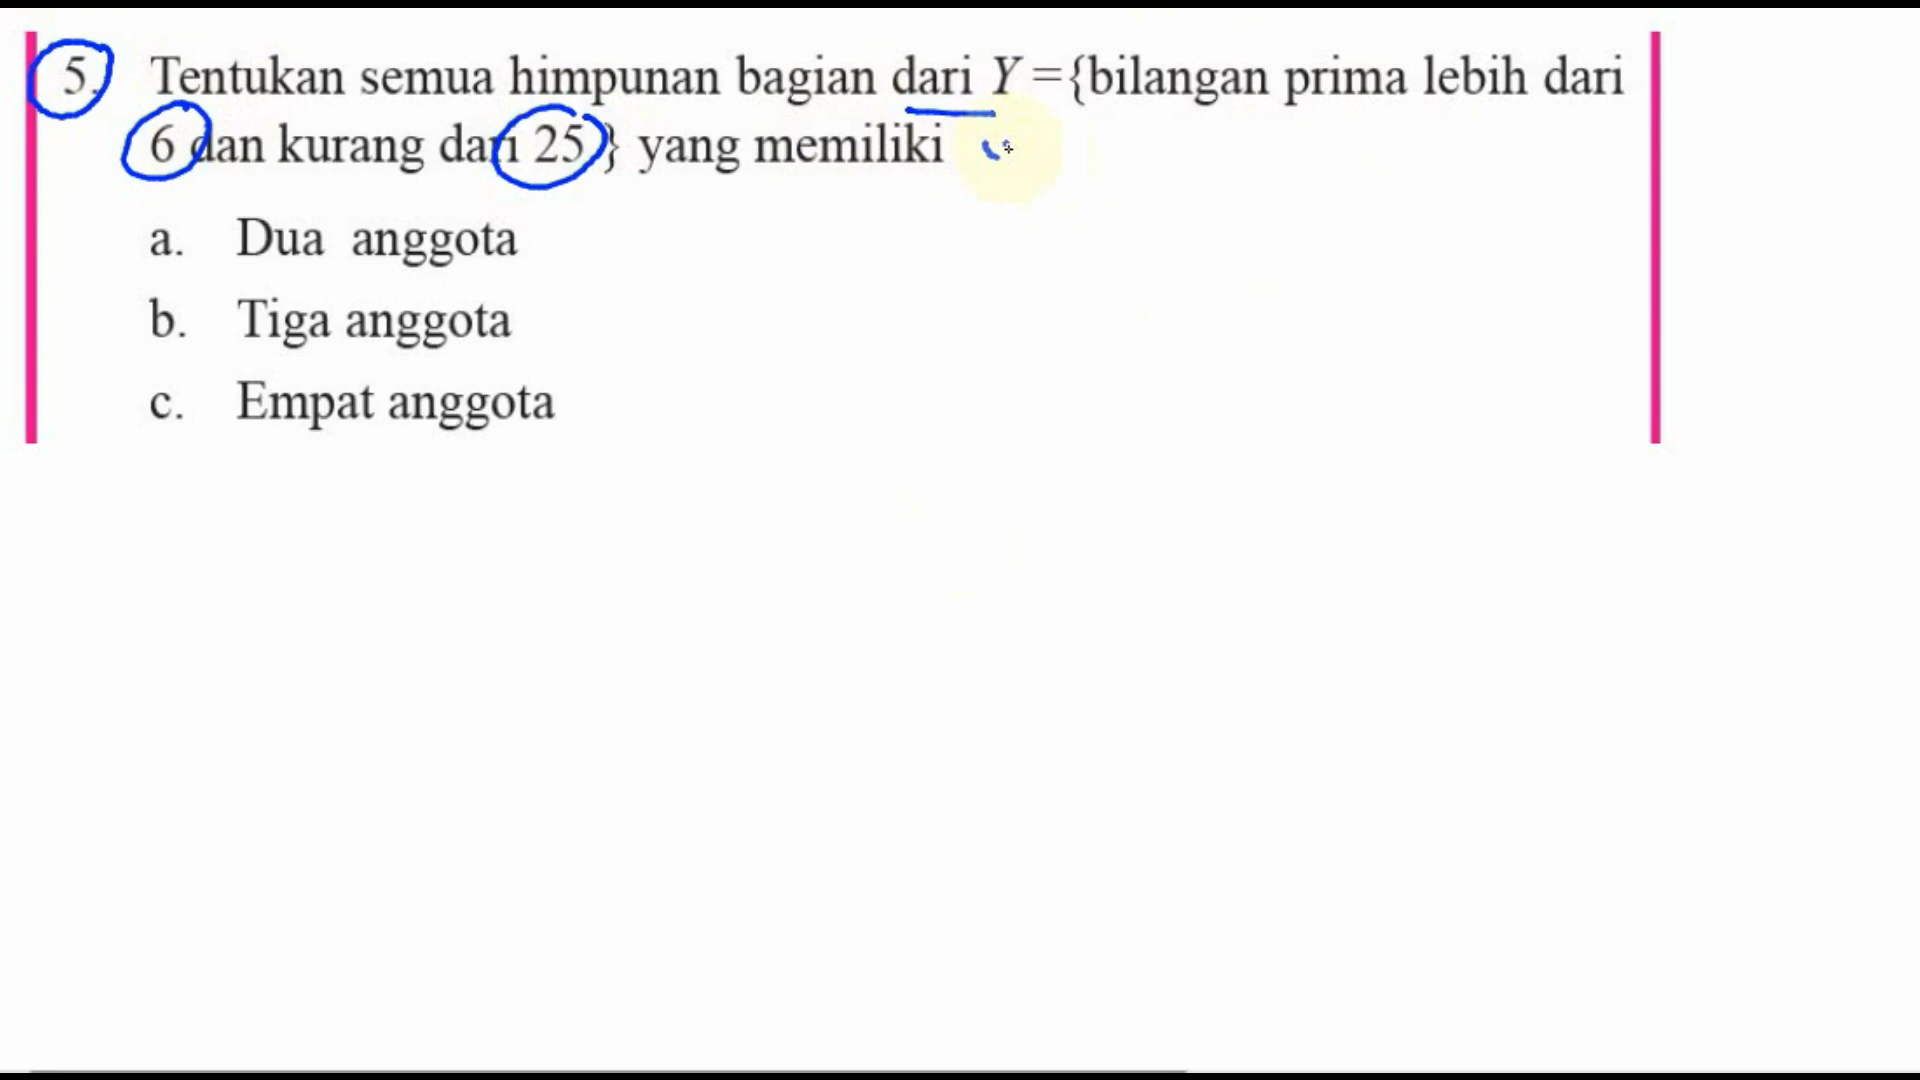 5. Tentukan semua himpunan bagian dari Y ={bilangan prima lebih dari
6 dan kurang dari 25 } yang memiliki
a. Dua anggota
b. Tiga anggota
c. Empat anggota